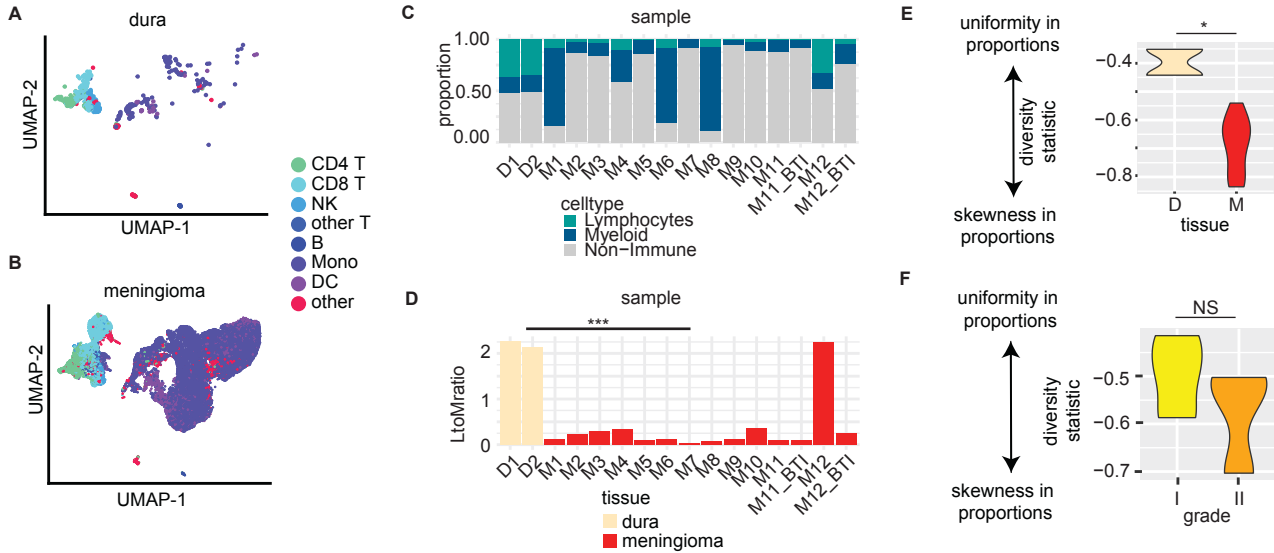 A
dura
UMAP-2
UMAP-1
CD4 T
CD8 T
NK
other T
B
Mono
DC
other
B
meningioma
UMAP-2
UMAP-1
C
sample
proportion
1.00
0.50
0.00
D1
D2
M1
M2
M3
M4
M5
M6
M7
M8
M9
M10
M11
M11_BTI
M12
M12_BTI
celltype
Lymphocytes
Myeloid
Non-Immune
D
sample
***
LtoMratio
2
1
0
D1
D2
M1
M2
M3
M4
M5
M6
M7
M8
M9
M10
M11
M11_BTI
M12
M12_BTI
tissue
dura
meningioma
E
uniformity in
proportions
diversity
statistic
skewness in
proportions
*
−0.4
−0.6
−0.8
D
M
tissue
F
uniformity in
proportions
diversity
statistic
skewness in
proportions
NS
−0.5
−0.6
−0.7
I
II
grade